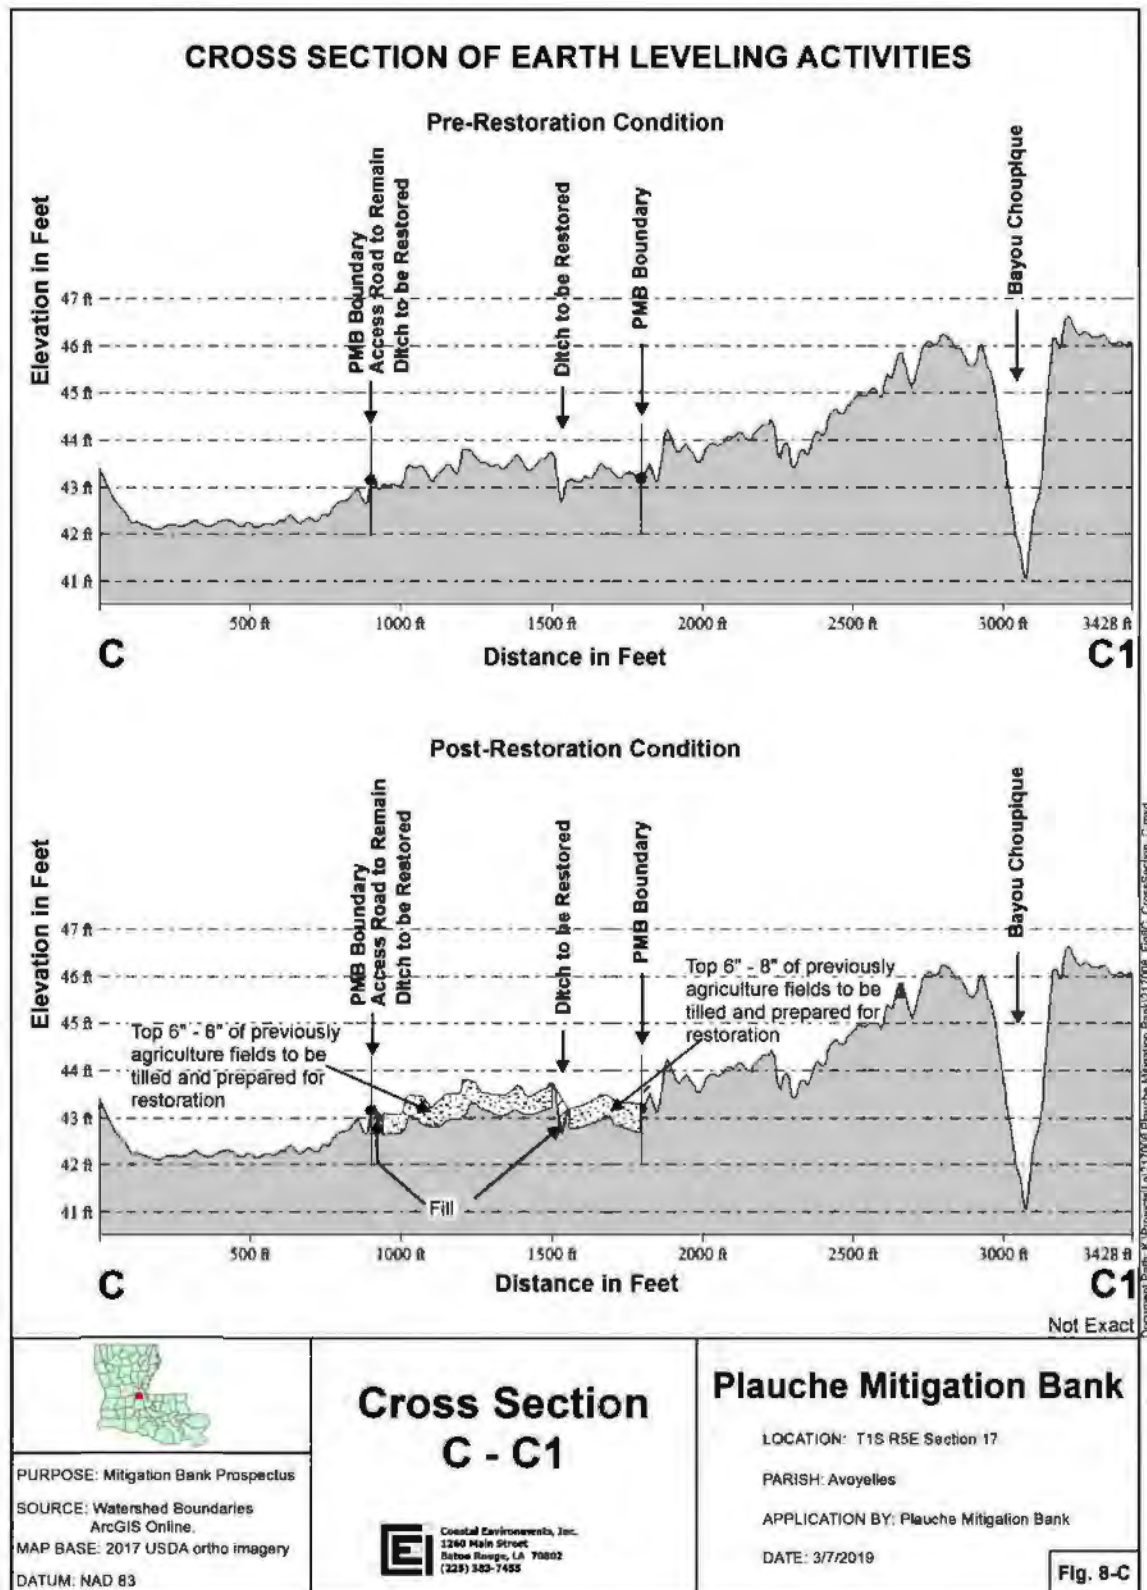 CROSS SECTION OF EARTH LEVELING ACTIVITIES
Pre-Restoration Condition
Elevation in Feet
PMB Boundary
Access Road to Remain
Ditch to be Restored
Ditch to be Restored
PMB Boundary
Bayou Choupique
47 ft
46 ft
45 ft
44 ft
43 ft
42 ft
41 ft
500 ft
1000 ft
1500 ft
2000 ft
2500 ft
3000 ft
3428 ft
C
Distance in Feet
C1
Post-Restoration Condition
Elevation in Feet
PMB Boundary
Access Road to Remain
Ditch to be Restored
Ditch to be Restored
PMB Boundary
Bayou Choupique
47 ft
46 ft
45 ft
44 ft
43 ft
42 ft
41 ft
Top 6" - 8" of previously
agriculture fields to be
tilled and prepared for
restoration
Top 6" - 8" of previously
agriculture fields to be
tilled and prepared for
restoration
Fill
500 ft
1000 ft
1500 ft
2000 ft
2500 ft
3000 ft
3428 ft
C
Distance in Feet
C1
Not Exact
PURPOSE: Mitigation Bank Prospectus
SOURCE: Watershed Boundaries
ArcGIS Online.
MAP BASE: 2017 USDA ortho imagery
DATUM: NAD 83
Cross Section
C - C1
Coastal Environments, Inc.
1260 Main Street
Baton Rouge, LA 70802
(225) 383-7455
Plauche Mitigation Bank
LOCATION: T1S R5E Section 17
PARISH: Avoyelles
APPLICATION BY: Plauche Mitigation Bank
DATE: 3/7/2019
Fig. 8-C